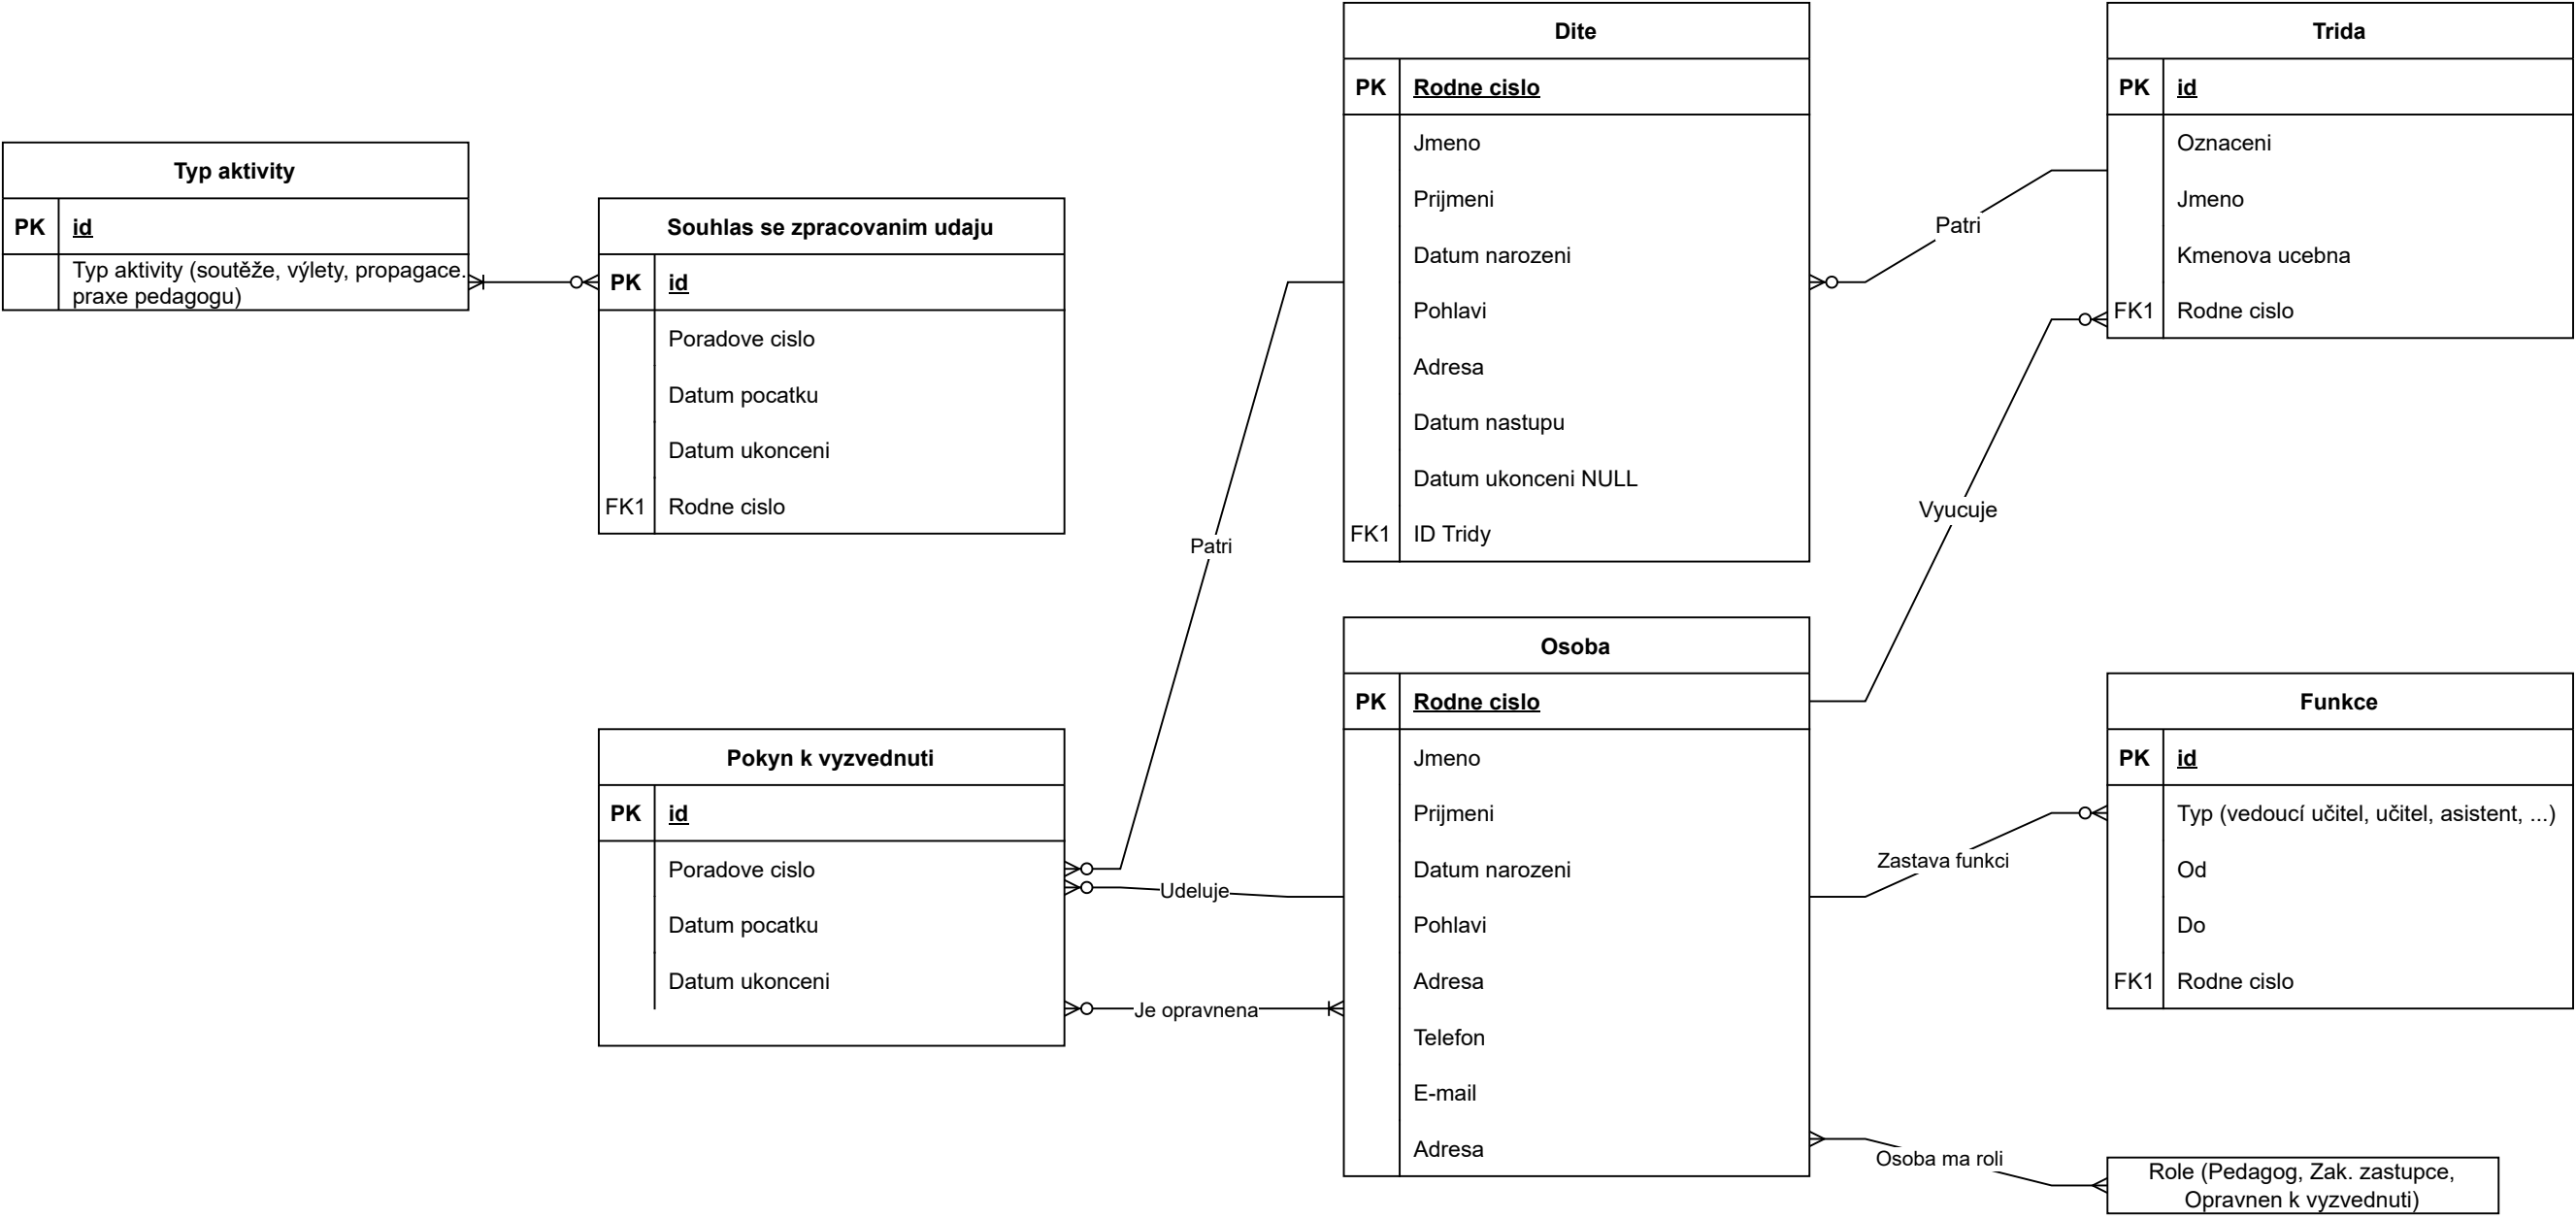 Typ aktivity
PK id
Typ aktivity (soutěže, výlety, propagace.
praxe pedagogu)
Souhlas se zpracovanim udaju
PK id
Poradove cislo
Datum pocatku
Datum ukonceni
FK1 Rodne cislo
Pokyn k vyzvednuti
PK id
Poradove cislo
Datum pocatku
Datum ukonceni
Patri
Udeluje
Je opravnena
Dite
PK Rodne cislo
Jmeno
Prijmeni
Datum narozeni
Pohlavi
Adresa
Datum nastupu
Datum ukonceni NULL
FK1 ID Tridy
Osoba
PK Rodne cislo
Jmeno
Prijmeni
Datum narozeni
Pohlavi
Adresa
Telefon
E-mail
Adresa
Patri
Vyucuje
Zastava funkci
Osoba ma roli
Trida
PK id
Oznaceni
Jmeno
Kmenova ucebna
FK1 Rodne cislo
Funkce
PK id
Typ (vedoucí učitel, učitel, asistent, ...)
Od
Do
FK1 Rodne cislo
Role (Pedagog, Zak. zastupce,
Opravnen k vyzvednuti)